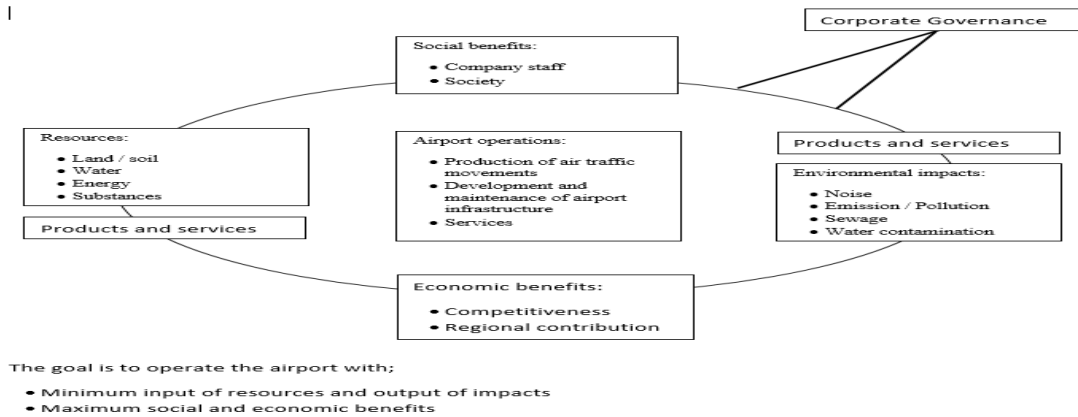 Corporate Governance
Social benefits:
• Company staff
• Society
Resources:
• Land / soil
• Water
• Energy
• Substances
Products and services
Airport operations:
• Production of air traffic
movements
• Development and
maintenance of airport
infrastructure
• Services
Products and services
Environmental impacts:
• Noise
• Emission / Pollution
• Sewage
• Water contamination
Economic benefits:
• Competitiveness
• Regional contribution
The goal is to operate the airport with;
• Minimum input of resources and output of impacts
• Maximum social and economic benefits